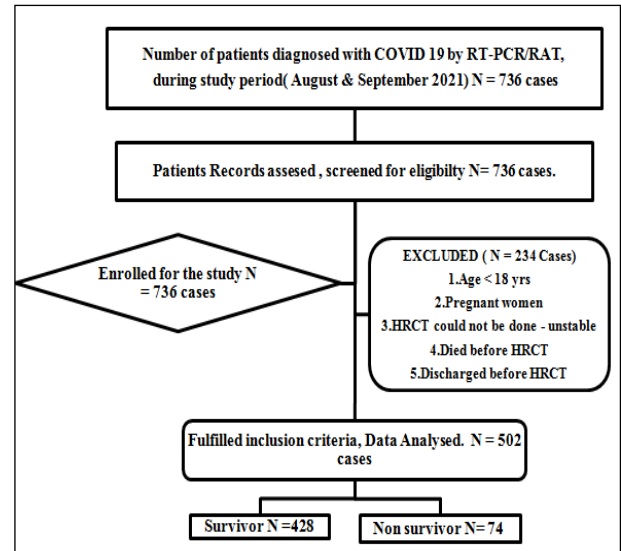 Number of patients diagnosed with COVID 19 by RT-PCR/RAT,
during study period( August & September 2021) N = 736 cases
Patients Records assesed , screened for eligibilty N= 736 cases.
Enrolled for the study N
= 736 cases
EXCLUDED ( N = 234 Cases)
1.Age < 18 yrs
2.Pregnant women
3.HRCT could not be done - unstable
4.Died before HRCT
5.Discharged before HRCT
Fulfilled inclusion criteria, Data Analysed. N = 502
cases
Survivor N =428
Non survivor N= 74